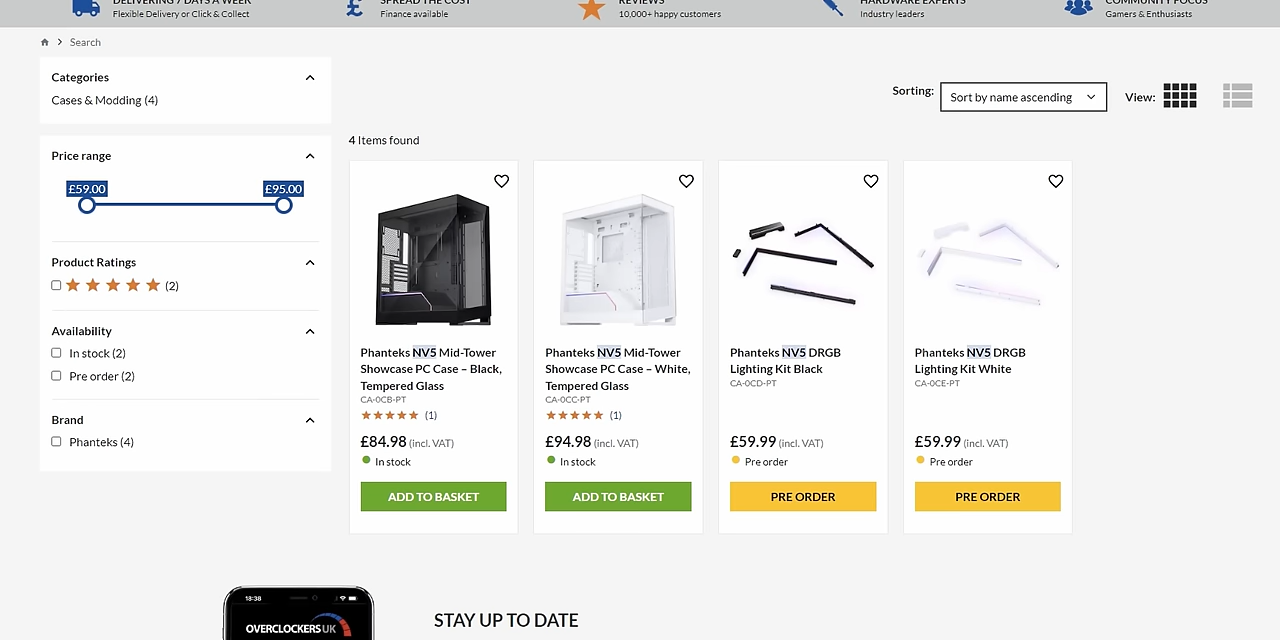 DELIVERING 7 DAYS A WEEK
Flexible Delivery or Click & Collect
SPREAD THE COST
Finance available
REVIEWS
10,000+ happy customers
HARDWARE EXPERTS
Industry leaders
COMMUNITY FOCUS
Gamers & Enthusiasts
Search
Categories
Cases & Modding (4)
Price range
£59.00
£95.00
Product Ratings
(2)
Availability
In stock (2)
Pre order (2)
Brand
Phanteks (4)
Sorting:
Sort by name ascending
View:
4 Items found
Phanteks NV5 Mid-Tower
Showcase PC Case – Black,
Tempered Glass
CA-0CB-PT
(1)
£84.98 (incl. VAT)
In stock
ADD TO BASKET
Phanteks NV5 Mid-Tower
Showcase PC Case – White,
Tempered Glass
CA-0CC-PT
(1)
£94.98 (incl. VAT)
In stock
ADD TO BASKET
Phanteks NV5 DRGB
Lighting Kit Black
CA-0CD-PT
£59.99 (incl. VAT)
Pre order
PRE ORDER
Phanteks NV5 DRGB
Lighting Kit White
CA-0CE-PT
£59.99 (incl. VAT)
Pre order
PRE ORDER
18:38
OVERCLOCKERS UK
STAY UP TO DATE